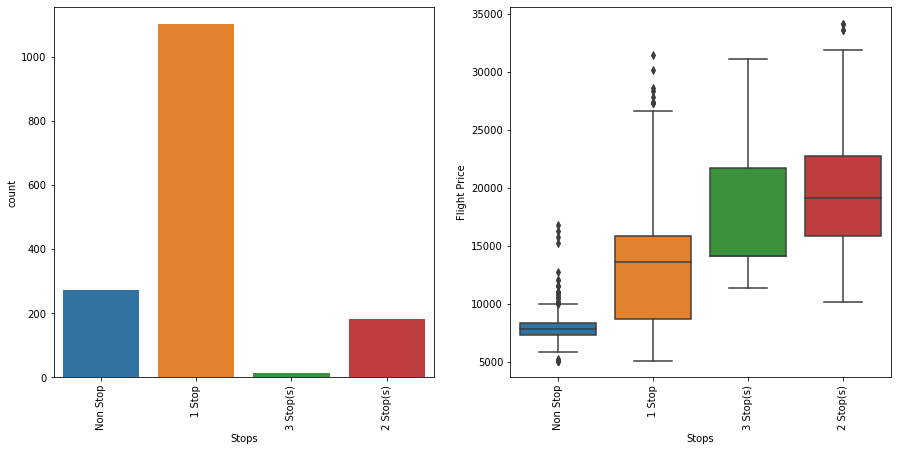 1000
800
600
400
200
0
count
Non Stop
1 Stop
3 Stop(s)
2 Stop(s)
Stops
35000
30000
25000
20000
15000
10000
5000
Flight Price
Non Stop
1 Stop
3 Stop(s)
2 Stop(s)
Stops